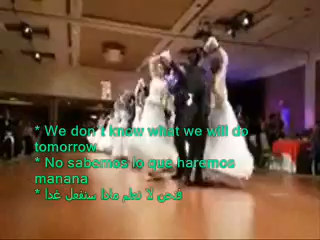 * We don't know what we will do
tomorrow
* No sabemos lo que haremos
manana
* فنحن لا نعلم ماذا سنفعل غدا